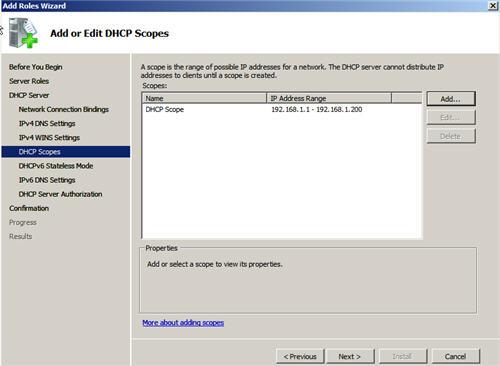 Add Roles Wizard
Add or Edit DHCP Scopes
Before You Begin
Server Roles
DHCP Server
Network Connection Bindings
IPv4 DNS Settings
IPv4 WINS Settings
DHCP Scopes
DHCPv6 Stateless Mode
IPv6 DNS Settings
DHCP Server Authorization
Confirmation
Progress
Results
A scope is the range of possible IP addresses for a network. The DHCP server cannot distribute IP
addresses to clients until a scope is created.
Scopes:
Name IP Address Range
DHCP Scope 192.168.1.1 - 192.168.1.200
Add...
Edit...
Delete
Properties
Add or select a scope to view its properties.
More about adding scopes
< Previous Next > Install Cancel